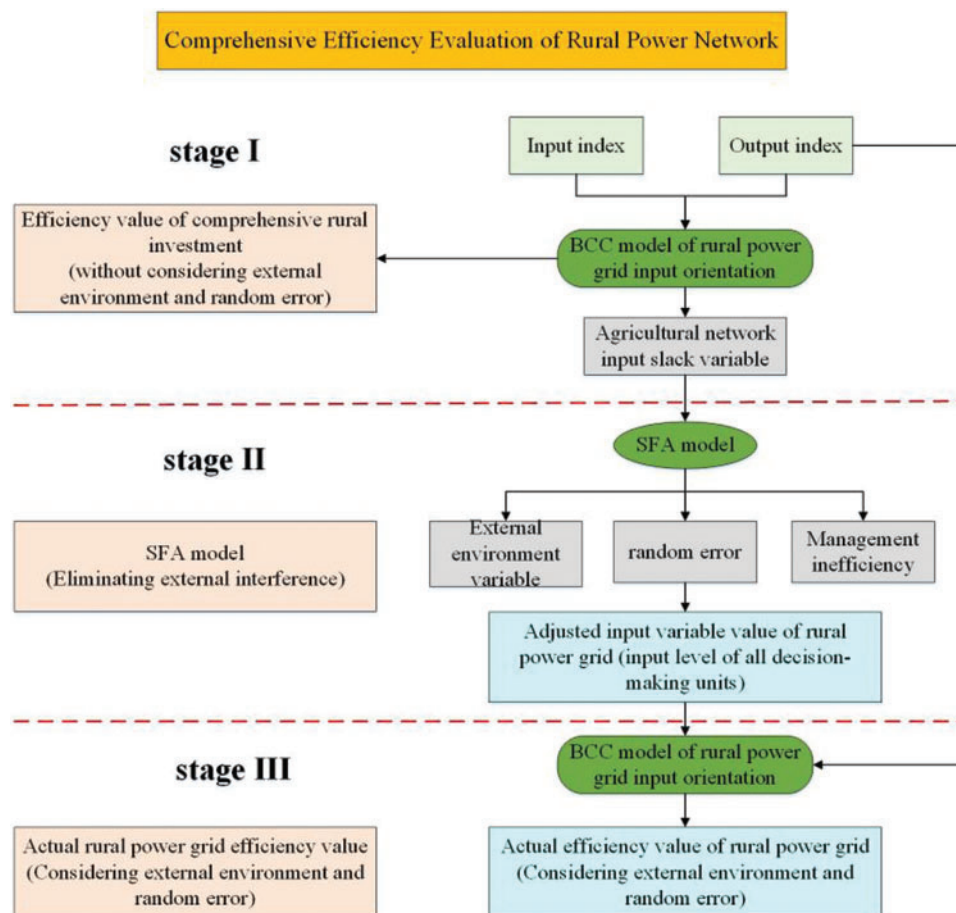 Comprehensive Efficiency Evaluation of Rural Power Network
stage I
Input index
Output index
Efficiency value of comprehensive rural
investment
(without considering external
environment and random error)
BCC model of rural power
grid input orientation
Agricultural network
input slack variable
stage II
SFA model
SFA model
(Eliminating external interference)
External
environment
variable
random error
Management
inefficiency
Adjusted input variable value of rural
power grid (input level of all decision-
making units)
stage III
BCC model of rural power
grid input orientation
Actual rural power grid efficiency value
(Considering external environment and
random error)
Actual efficiency value of rural power grid
(Considering external environment and
random error)